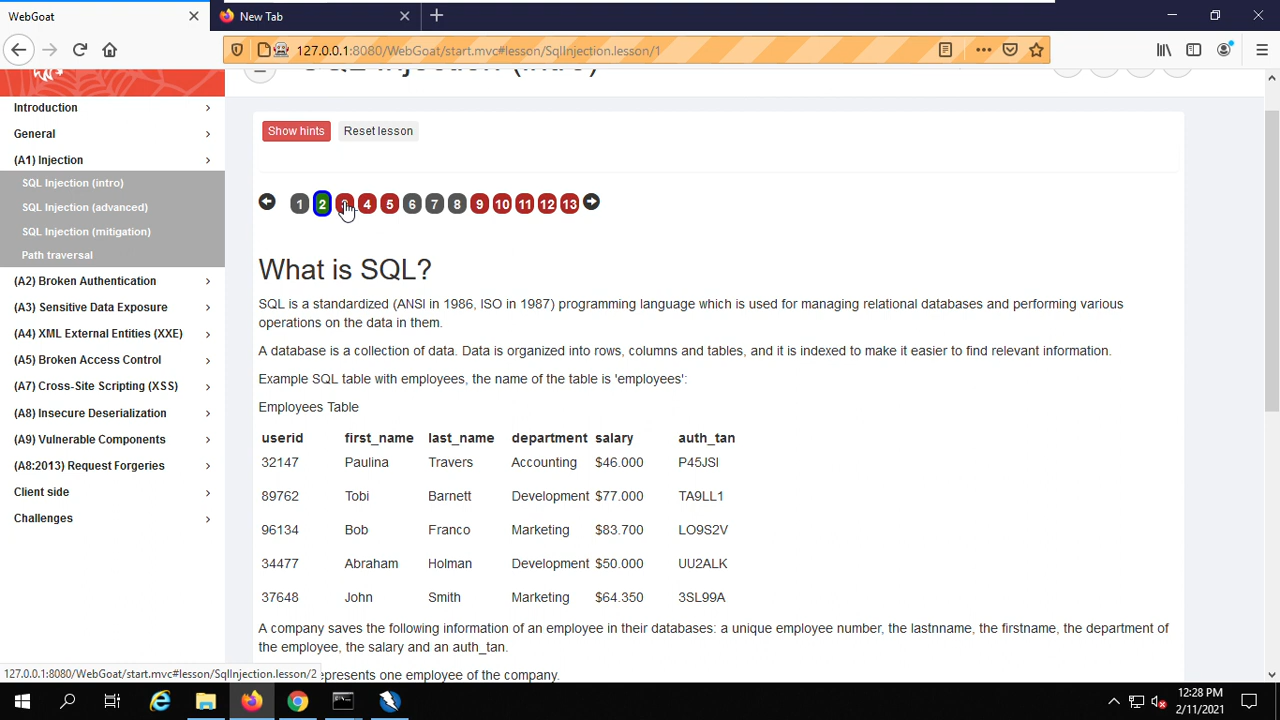 WebGoat
New Tab
127.0.0.1:8080/WebGoat/start.mvc#lesson/SqlInjection.lesson/1
SQL Injection (intro)
Introduction
General
(A1) Injection
SQL Injection (intro)
SQL Injection (advanced)
SQL Injection (mitigation)
Path traversal
(A2) Broken Authentication
(A3) Sensitive Data Exposure
(A4) XML External Entities (XXE)
(A5) Broken Access Control
(A7) Cross-Site Scripting (XSS)
(A8) Insecure Deserialization
(A9) Vulnerable Components
(A8:2013) Request Forgeries
Client side
Challenges
Show hints Reset lesson
1 2 3 4 5 6 7 8 9 10 11 12 13
What is SQL?
SQL is a standardized (ANSI in 1986, ISO in 1987) programming language which is used for managing relational databases and performing various
operations on the data in them.
A database is a collection of data. Data is organized into rows, columns and tables, and it is indexed to make it easier to find relevant information.
Example SQL table with employees, the name of the table is 'employees':
Employees Table
userid first_name last_name department salary auth_tan
32147 Paulina Travers Accounting $46.000 P45JSI
89762 Tobi Barnett Development $77.000 TA9LL1
96134 Bob Franco Marketing $83.700 LO9S2V
34477 Abraham Holman Development $50.000 UU2ALK
37648 John Smith Marketing $64.350 3SL99A
A company saves the following information of an employee in their databases: a unique employee number, the lastnname, the firstname, the department of
the employee, the salary and an auth_tan.
presents one employee of the company.
127.0.0.1:8080/WebGoat/start.mvc#lesson/SqlInjection.lesson/2
12:28 PM
2/11/2021